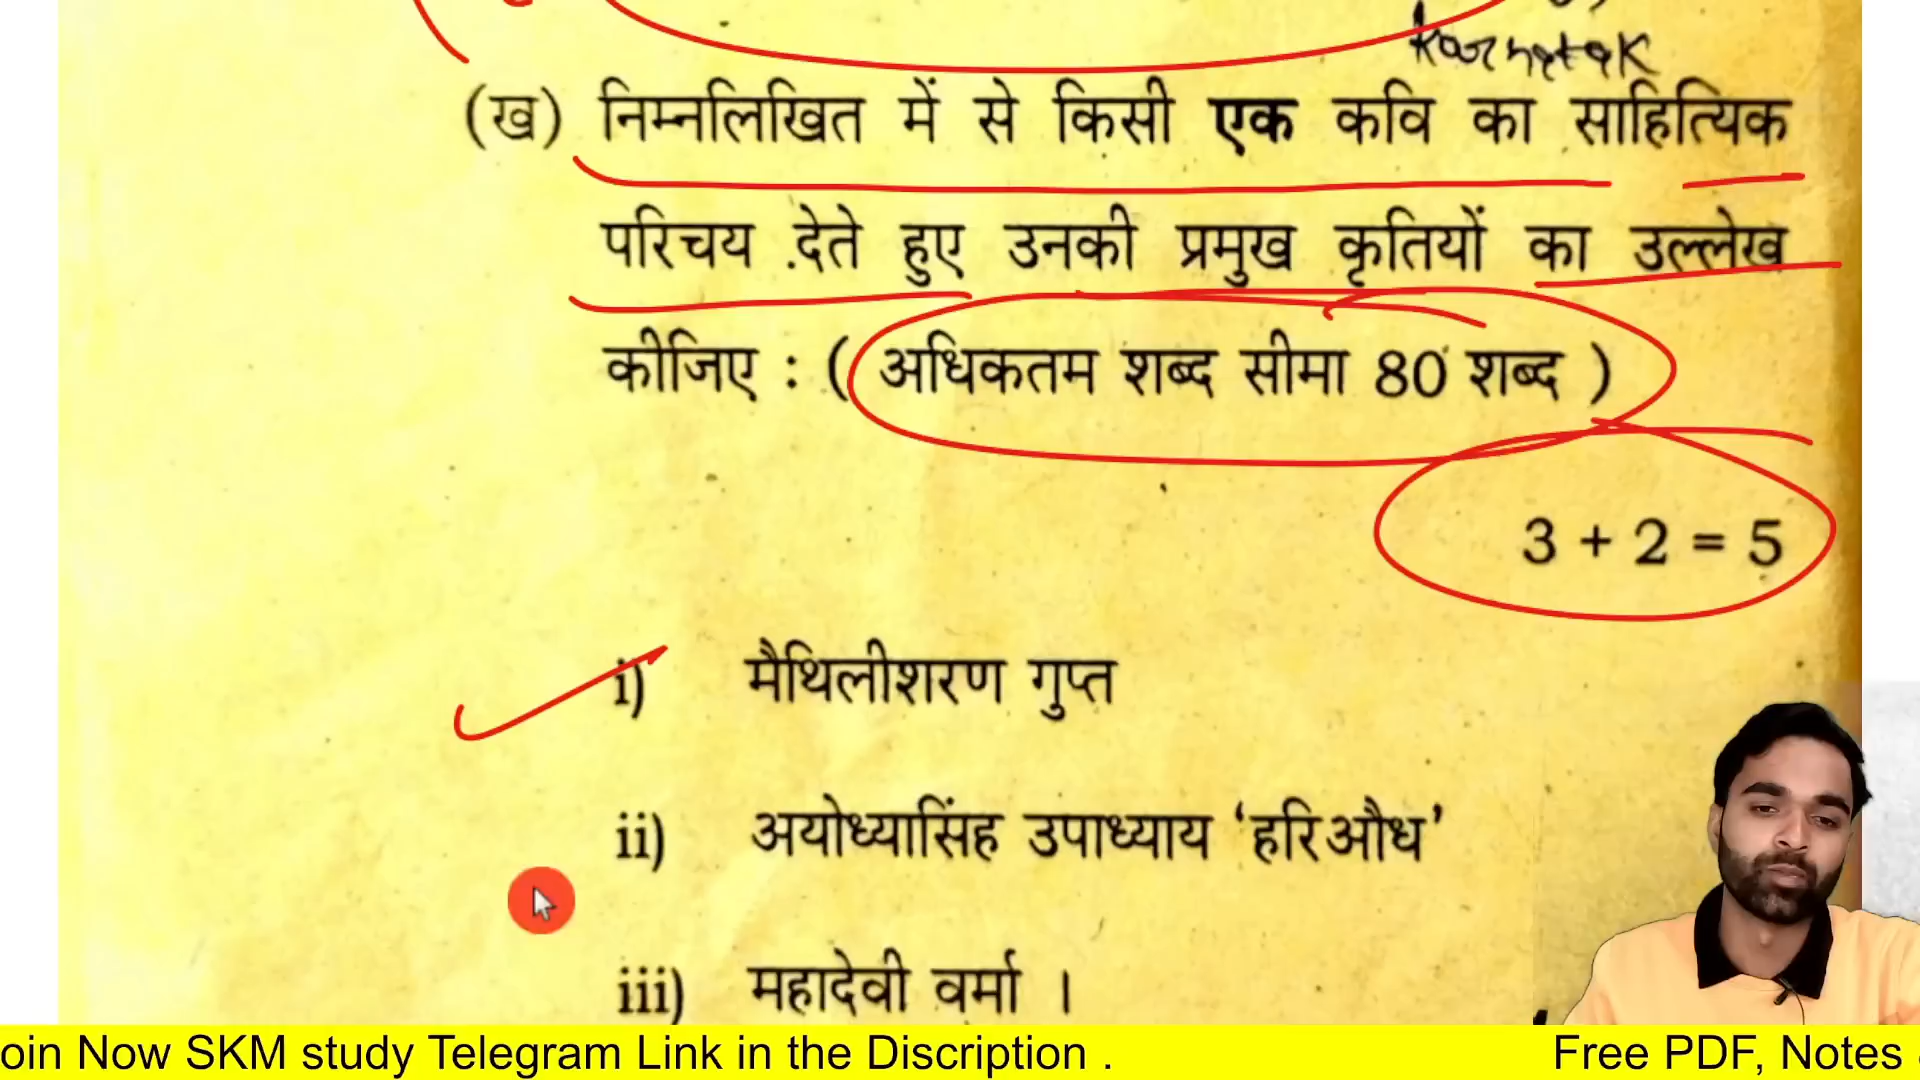 Karnatak
(ख) निम्नलिखित में से किसी एक कवि का साहित्यिक
परिचय देते हुए उनकी प्रमुख कृतियों का उल्लेख
कीजिए : ( अधिकतम शब्द सीमा 80 शब्द )
3 + 2 = 5
i) मैथिलीशरण गुप्त
ii) अयोध्यासिंह उपाध्याय ‘हरिऔध’
iii) महादेवी वर्मा ।
oin Now SKM study Telegram Link in the Discription .
Free PDF, Notes